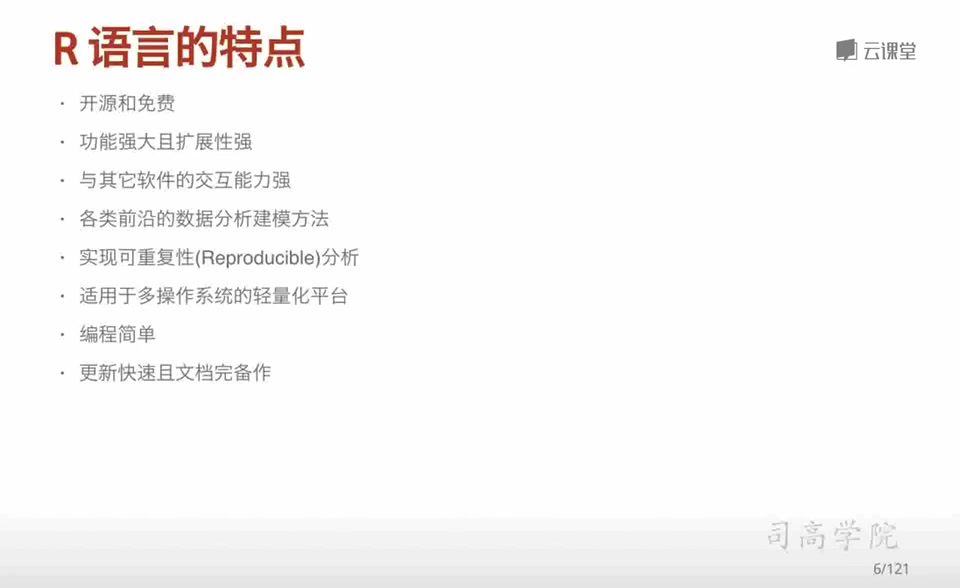 R 语言的特点
云课堂
· 开源和免费
· 功能强大且扩展性强
· 与其它软件的交互能力强
· 各类前沿的数据分析建模方法
· 实现可重复性(Reproducible)分析
· 适用于多操作系统的轻量化平台
· 编程简单
· 更新快速且文档完备作
司高学院
6/121